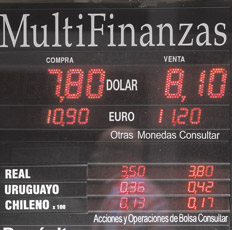 MultiFinanzas
COMPRA VENTA
7,80 DOLAR 8,10
10,90 EURO 11,20
Otras Monedas Consultar
REAL 3,50 3,80
URUGUAYO 0,36 0,42
CHILENO x 100 0,13 0,17
Acciones y Operaciones de Bolsa Consultar